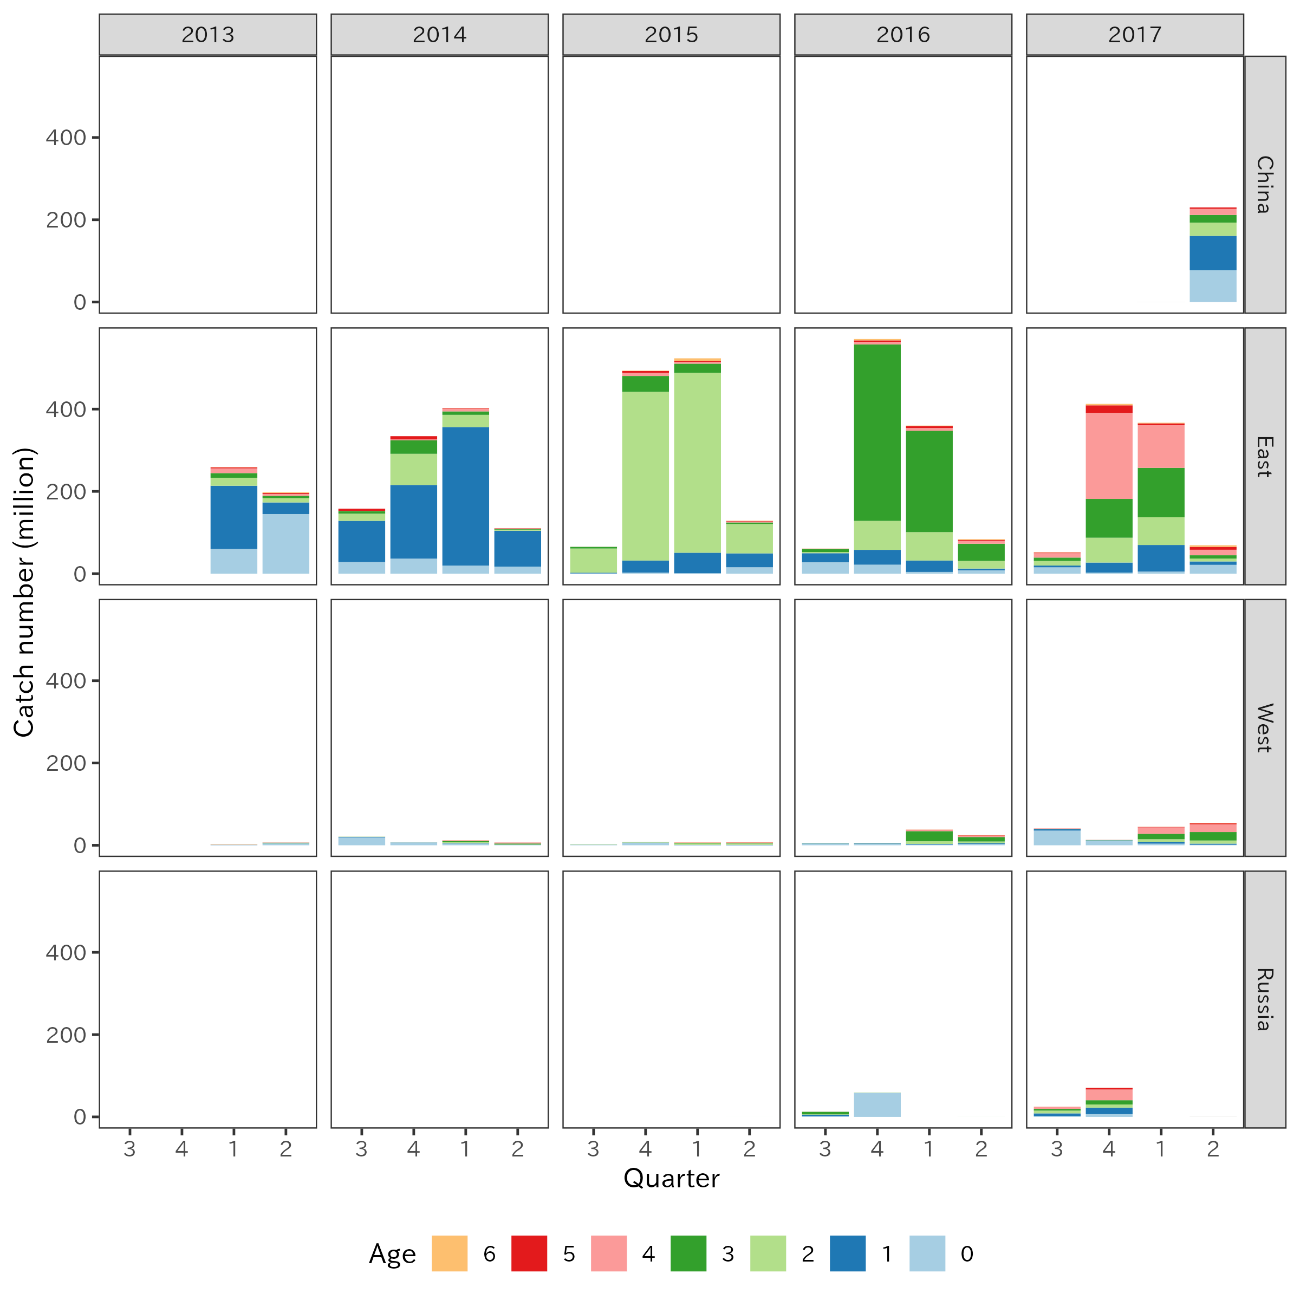 2013 2014 2015 2016 2017
400
200
0
China
400
200
0
East
400
200
0
West
400
200
0
Russia
Catch number (million)
3 4 1 2 3 4 1 2 3 4 1 2 3 4 1 2 3 4 1 2
Quarter
Age 6 5 4 3 2 1 0